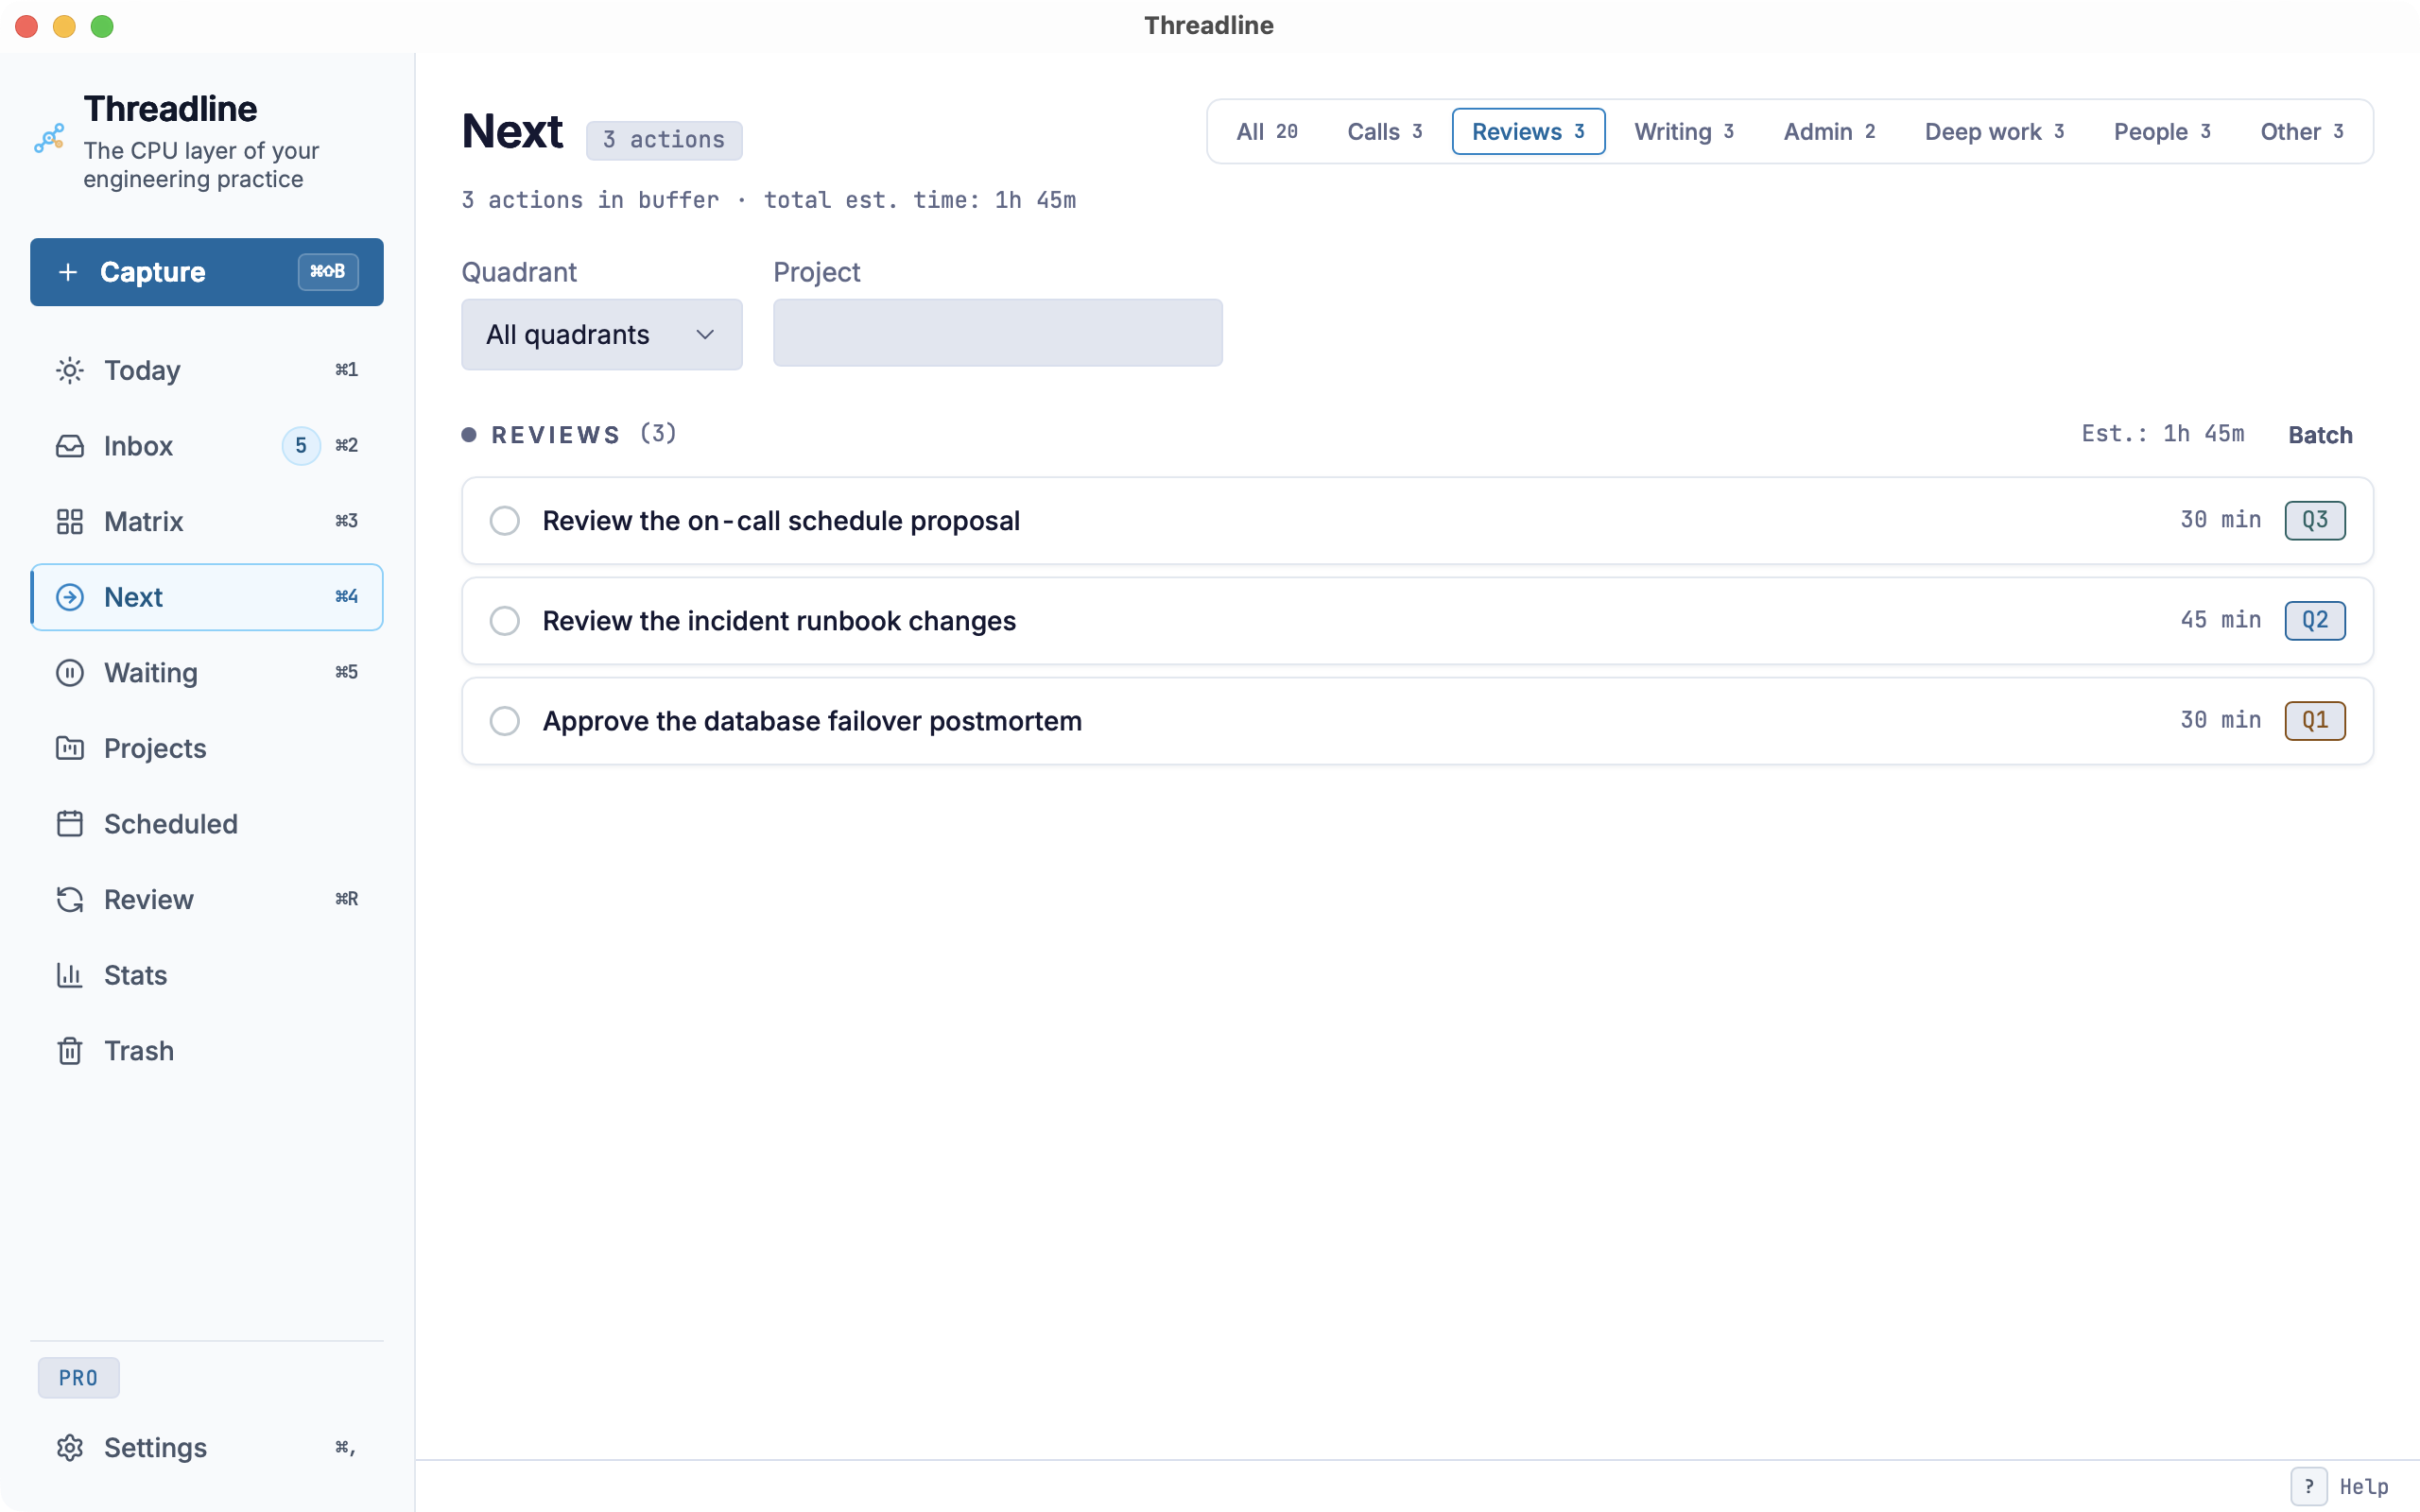 Threadline
Threadline
The CPU layer of your
engineering practice
Capture ⌘⇧B
Today ⌘1
Inbox 5 ⌘2
Matrix ⌘3
Next ⌘4
Waiting ⌘5
Projects
Scheduled
Review ⌘R
Stats
Trash
PRO
Settings ⌘,
Next 3 actions
All 20 Calls 3 Reviews 3 Writing 3 Admin 2 Deep work 3 People 3 Other 3
3 actions in buffer · total est. time: 1h 45m
Quadrant Project
All quadrants
REVIEWS (3) Est.: 1h 45m Batch
Review the on-call schedule proposal 30 min Q3
Review the incident runbook changes 45 min Q2
Approve the database failover postmortem 30 min Q1
? Help